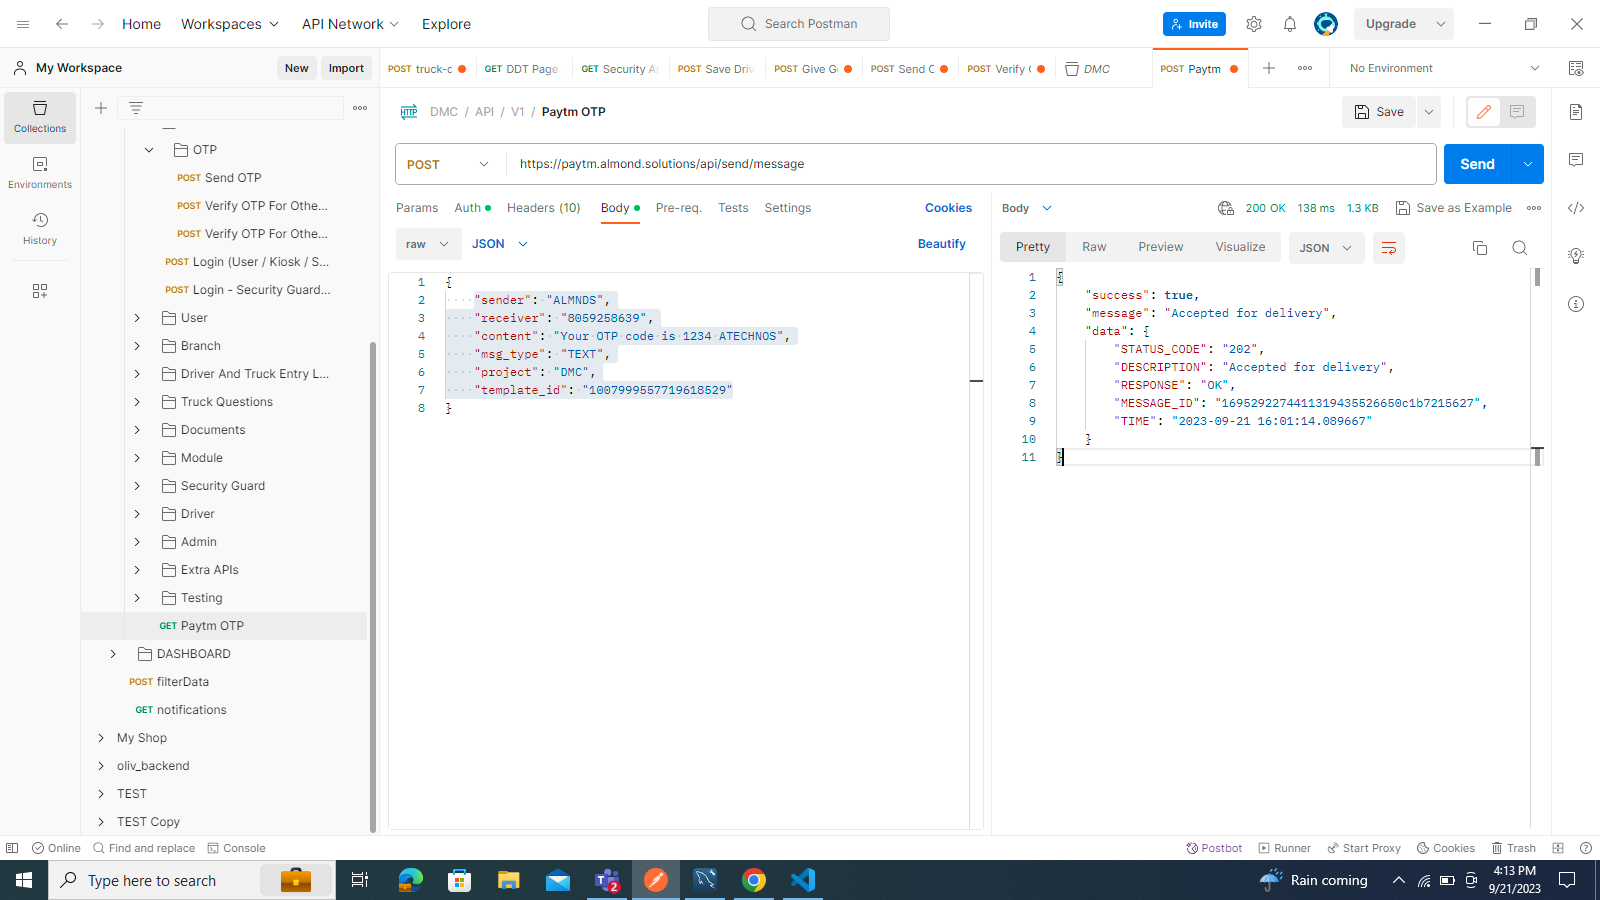 Home
Workspaces
API Network
Explore
Search Postman
Invite
Upgrade
My Workspace
New
Import
POST truck-c
GET DDT Page
GET Security A
POST Save Driv
POST Give G
POST Send C
POST Verify
DMC
POST Paytm
No Environment
Collections
Environments
History
OTP
POST Send OTP
POST Verify OTP For Othe...
POST Verify OTP For Othe...
POST Login (User / Kiosk / S...
POST Login - Security Guard...
User
Branch
Driver And Truck Entry L...
Truck Questions
Documents
Module
Security Guard
Driver
Admin
Extra APIs
Testing
GET Paytm OTP
DASHBOARD
POST filterData
GET notifications
My Shop
oliv_backend
TEST
TEST Copy
HTTP DMC / API / V1 / Paytm OTP
Save
POST
https://paytm.almond.solutions/api/send/message
Send
Params Auth Headers (10) Body Pre-req. Tests Settings
Cookies
raw JSON
Beautify
1 {
2 "sender": "ALMNDS",
3 "receiver": "8059258639",
4 "content": "Your OTP code is 1234 ATECHNOS",
5 "msg_type": "TEXT",
6 "project": "DMC",
7 "template_id": "1007999557719618529"
8 }
Body
200 OK 138 ms 1.3 KB
Save as Example
Pretty Raw Preview Visualize JSON
1 {
2 "success": true,
3 "message": "Accepted for delivery",
4 "data": {
5 "STATUS_CODE": "202",
6 "DESCRIPTION": "Accepted for delivery",
7 "RESPONSE": "OK",
8 "MESSAGE_ID": "1695292274411319435526650c1b7215627",
9 "TIME": "2023-09-21 16:01:14.089667"
10 }
11 }
Online
Find and replace
Console
Postbot
Runner
Start Proxy
Cookies
Trash
Type here to search
2
Rain coming
4:13 PM
9/21/2023